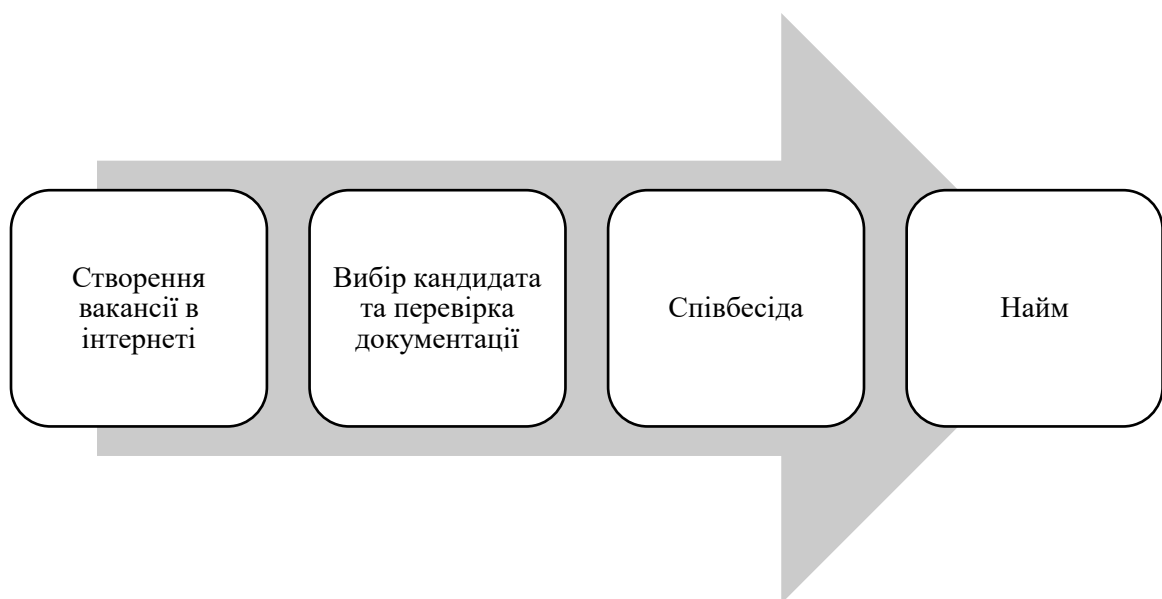 Створення
вакансії в
інтернеті
Вибір кандидата
та перевірка
документації
Співбесіда
Найм